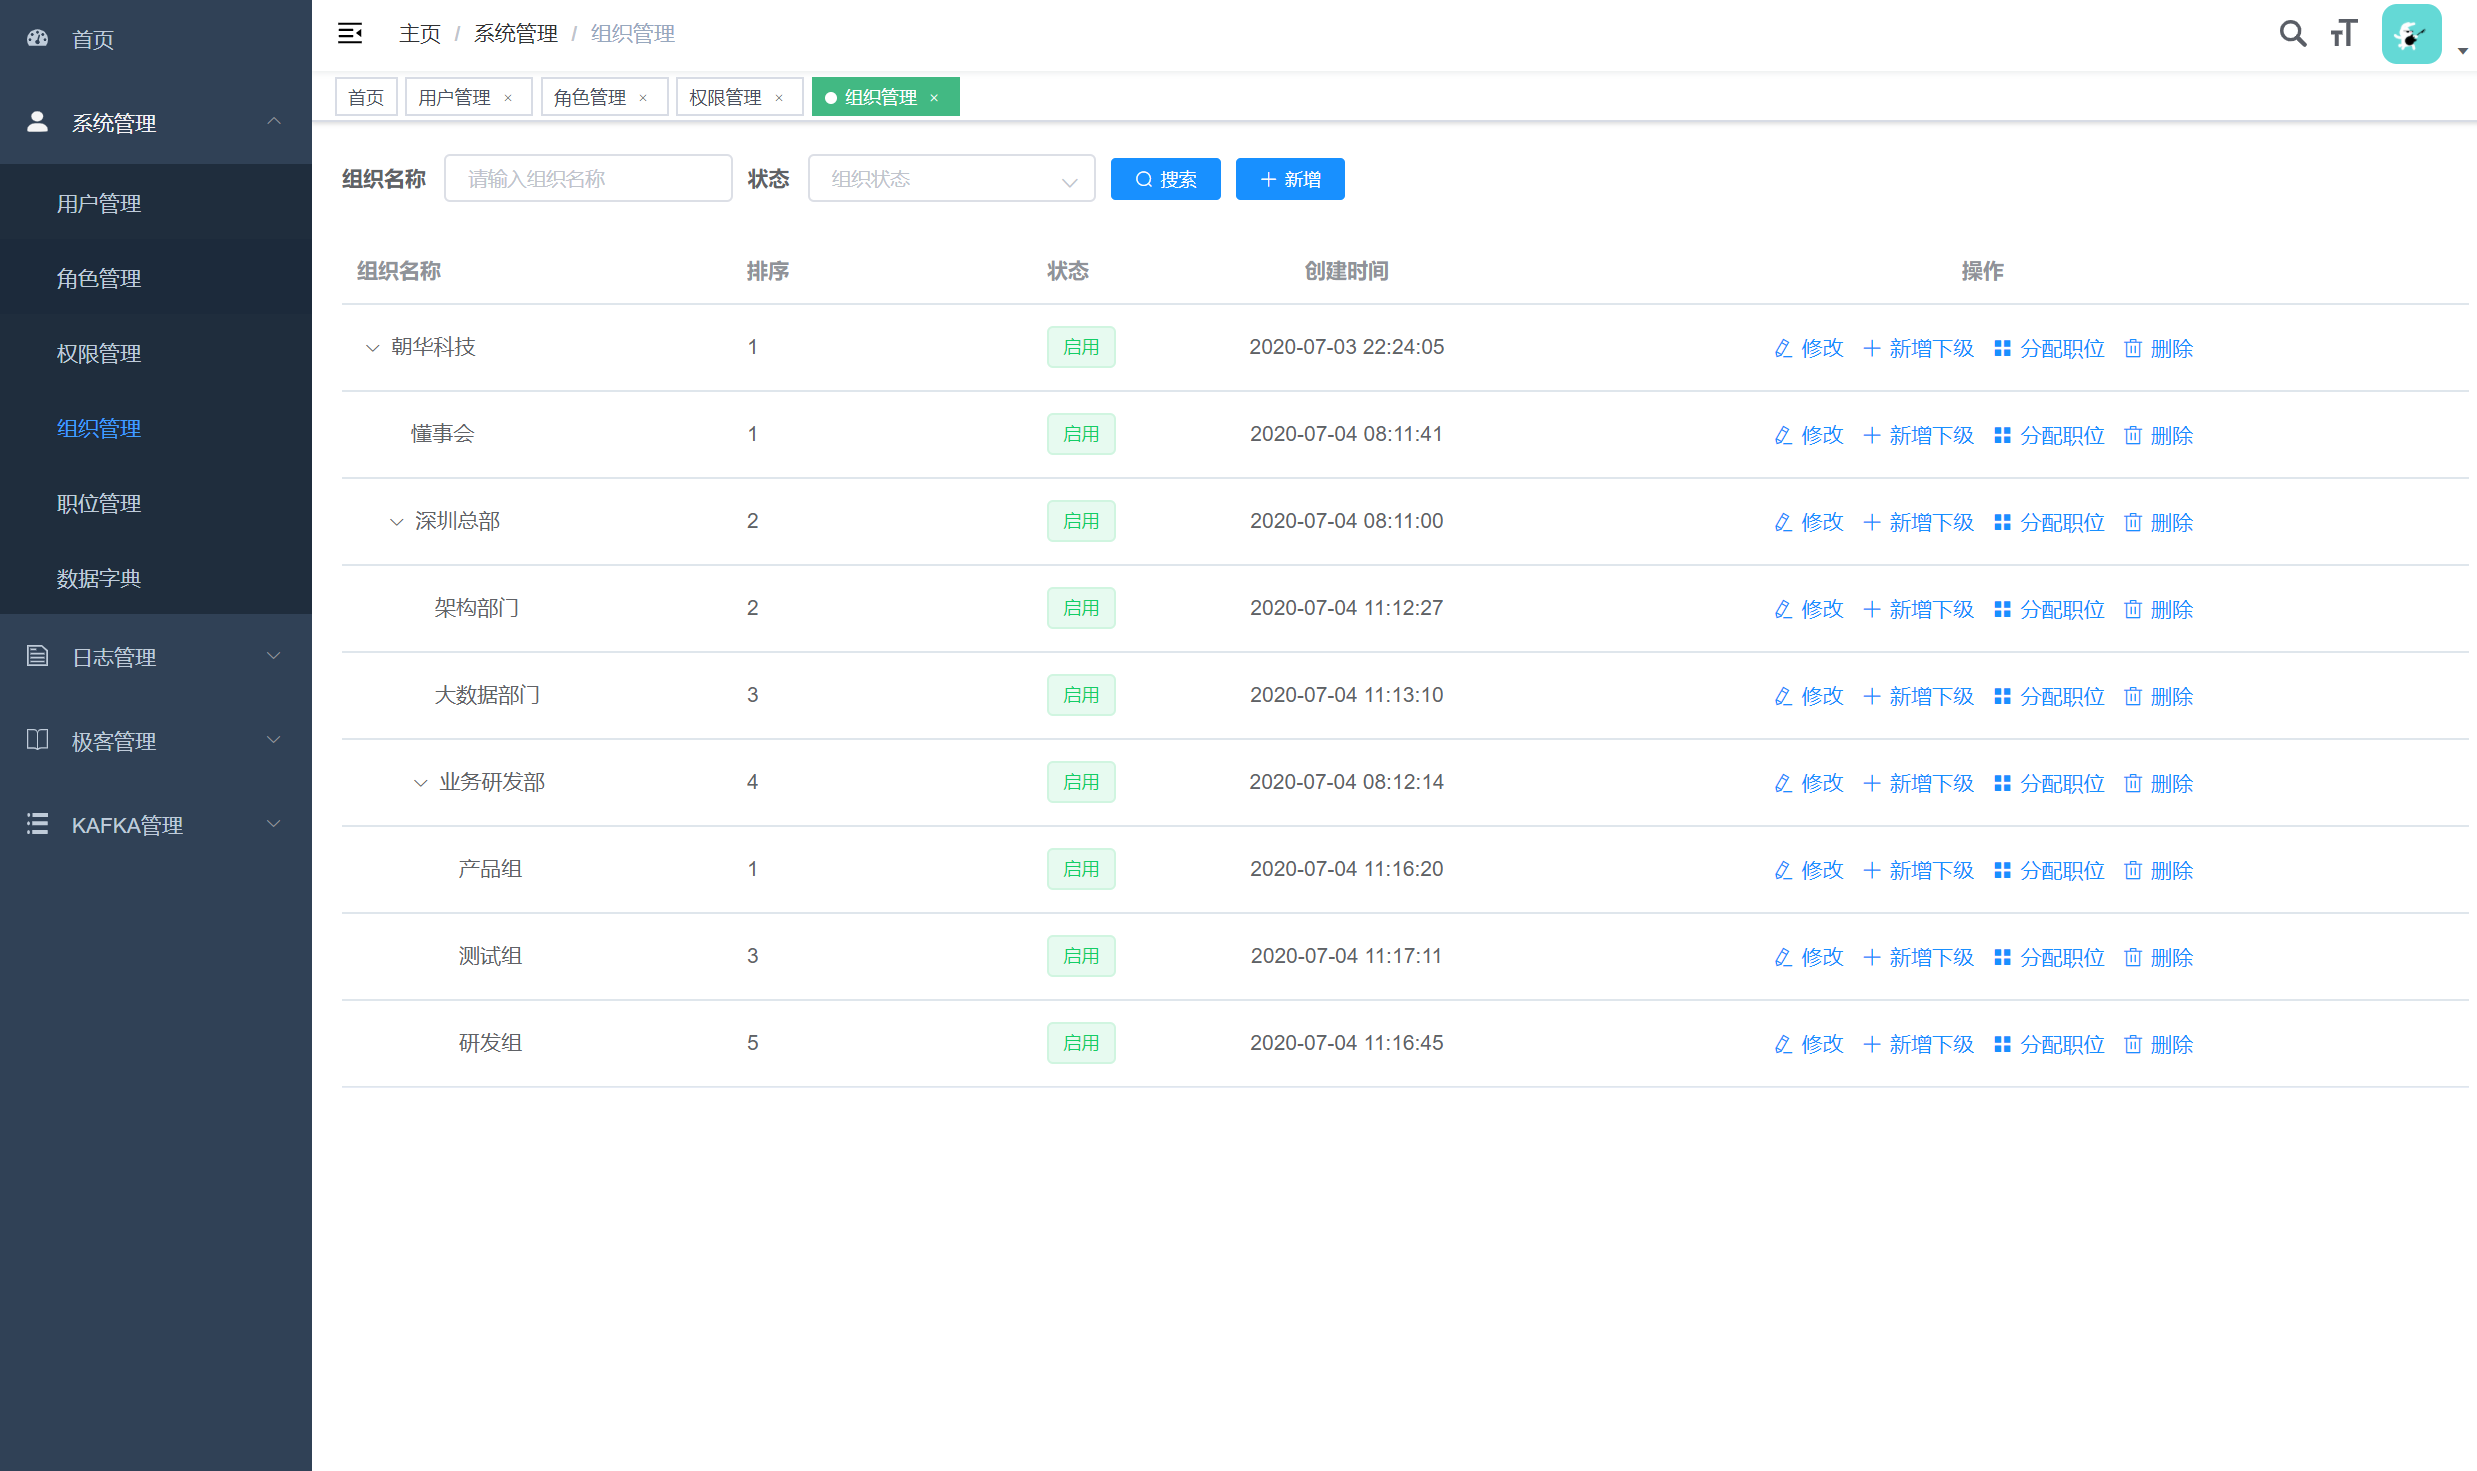 首页
系统管理
用户管理
角色管理
权限管理
组织管理
职位管理
数据字典
日志管理
极客管理
KAFKA管理
主页 / 系统管理 / 组织管理
首页 用户管理 × 角色管理 × 权限管理 × 组织管理 ×
组织名称 请输入组织名称 状态 组织状态 搜索 新增
组织名称 排序 状态 创建时间 操作
朝华科技 1 启用 2020-07-03 22:24:05 修改 新增下级 分配职位 删除
懂事会 1 启用 2020-07-04 08:11:41 修改 新增下级 分配职位 删除
深圳总部 2 启用 2020-07-04 08:11:00 修改 新增下级 分配职位 删除
架构部门 2 启用 2020-07-04 11:12:27 修改 新增下级 分配职位 删除
大数据部门 3 启用 2020-07-04 11:13:10 修改 新增下级 分配职位 删除
业务研发部 4 启用 2020-07-04 08:12:14 修改 新增下级 分配职位 删除
产品组 1 启用 2020-07-04 11:16:20 修改 新增下级 分配职位 删除
测试组 3 启用 2020-07-04 11:17:11 修改 新增下级 分配职位 删除
研发组 5 启用 2020-07-04 11:16:45 修改 新增下级 分配职位 删除